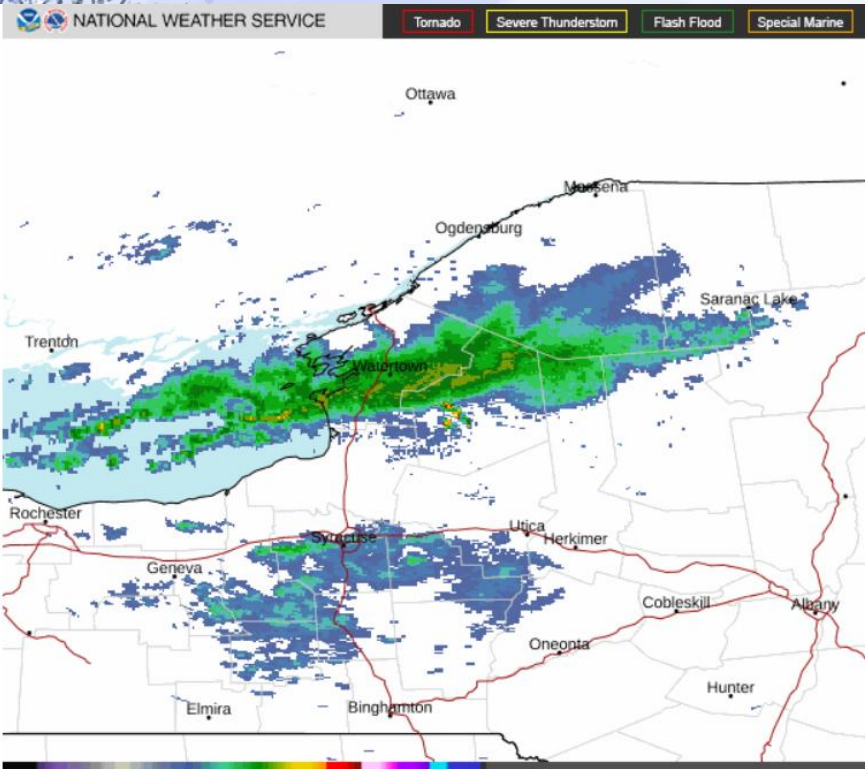 NATIONAL WEATHER SERVICE
Tornado
Severe Thunderstorm
Flash Flood
Special Marine
Ottawa
Massena
Ogdensburg
Saranac Lake
Trenton
Watertown
Rochester
Syracuse
Utica
Herkimer
Geneva
Cobleskill
Albany
Oneonta
Hunter
Elmira
Binghamton